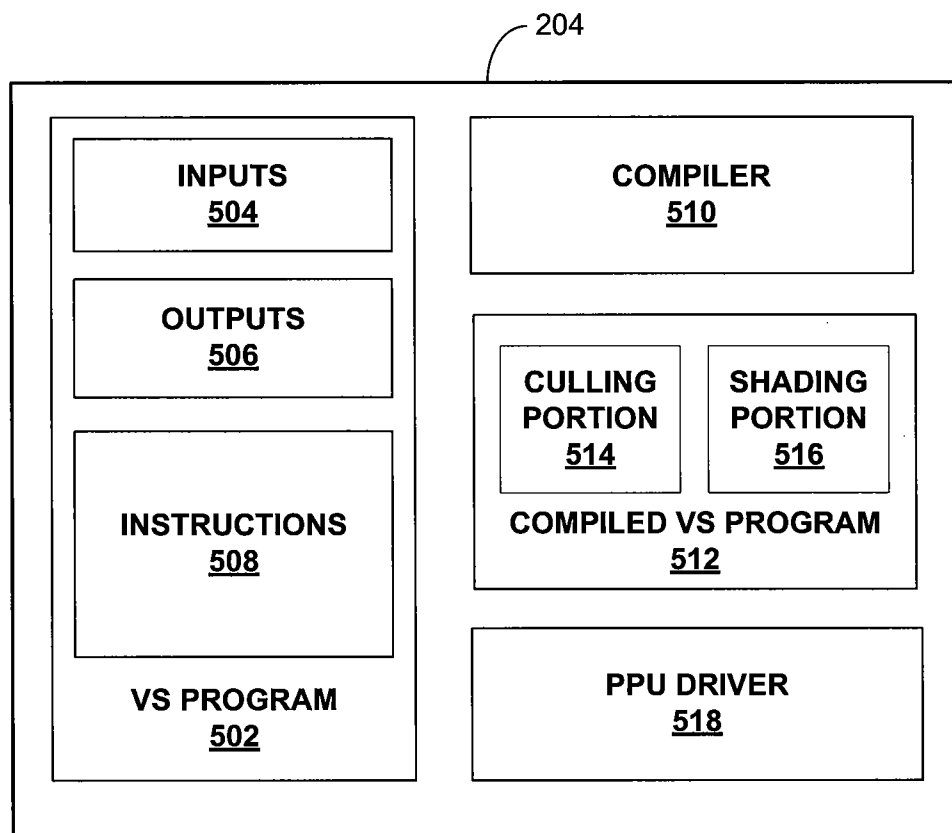 204
INPUTS
504
OUTPUTS
506
INSTRUCTIONS
508
VS PROGRAM
502
COMPILER
510
CULLING
PORTION
514
SHADING
PORTION
516
COMPILED VS PROGRAM
512
PPU DRIVER
518